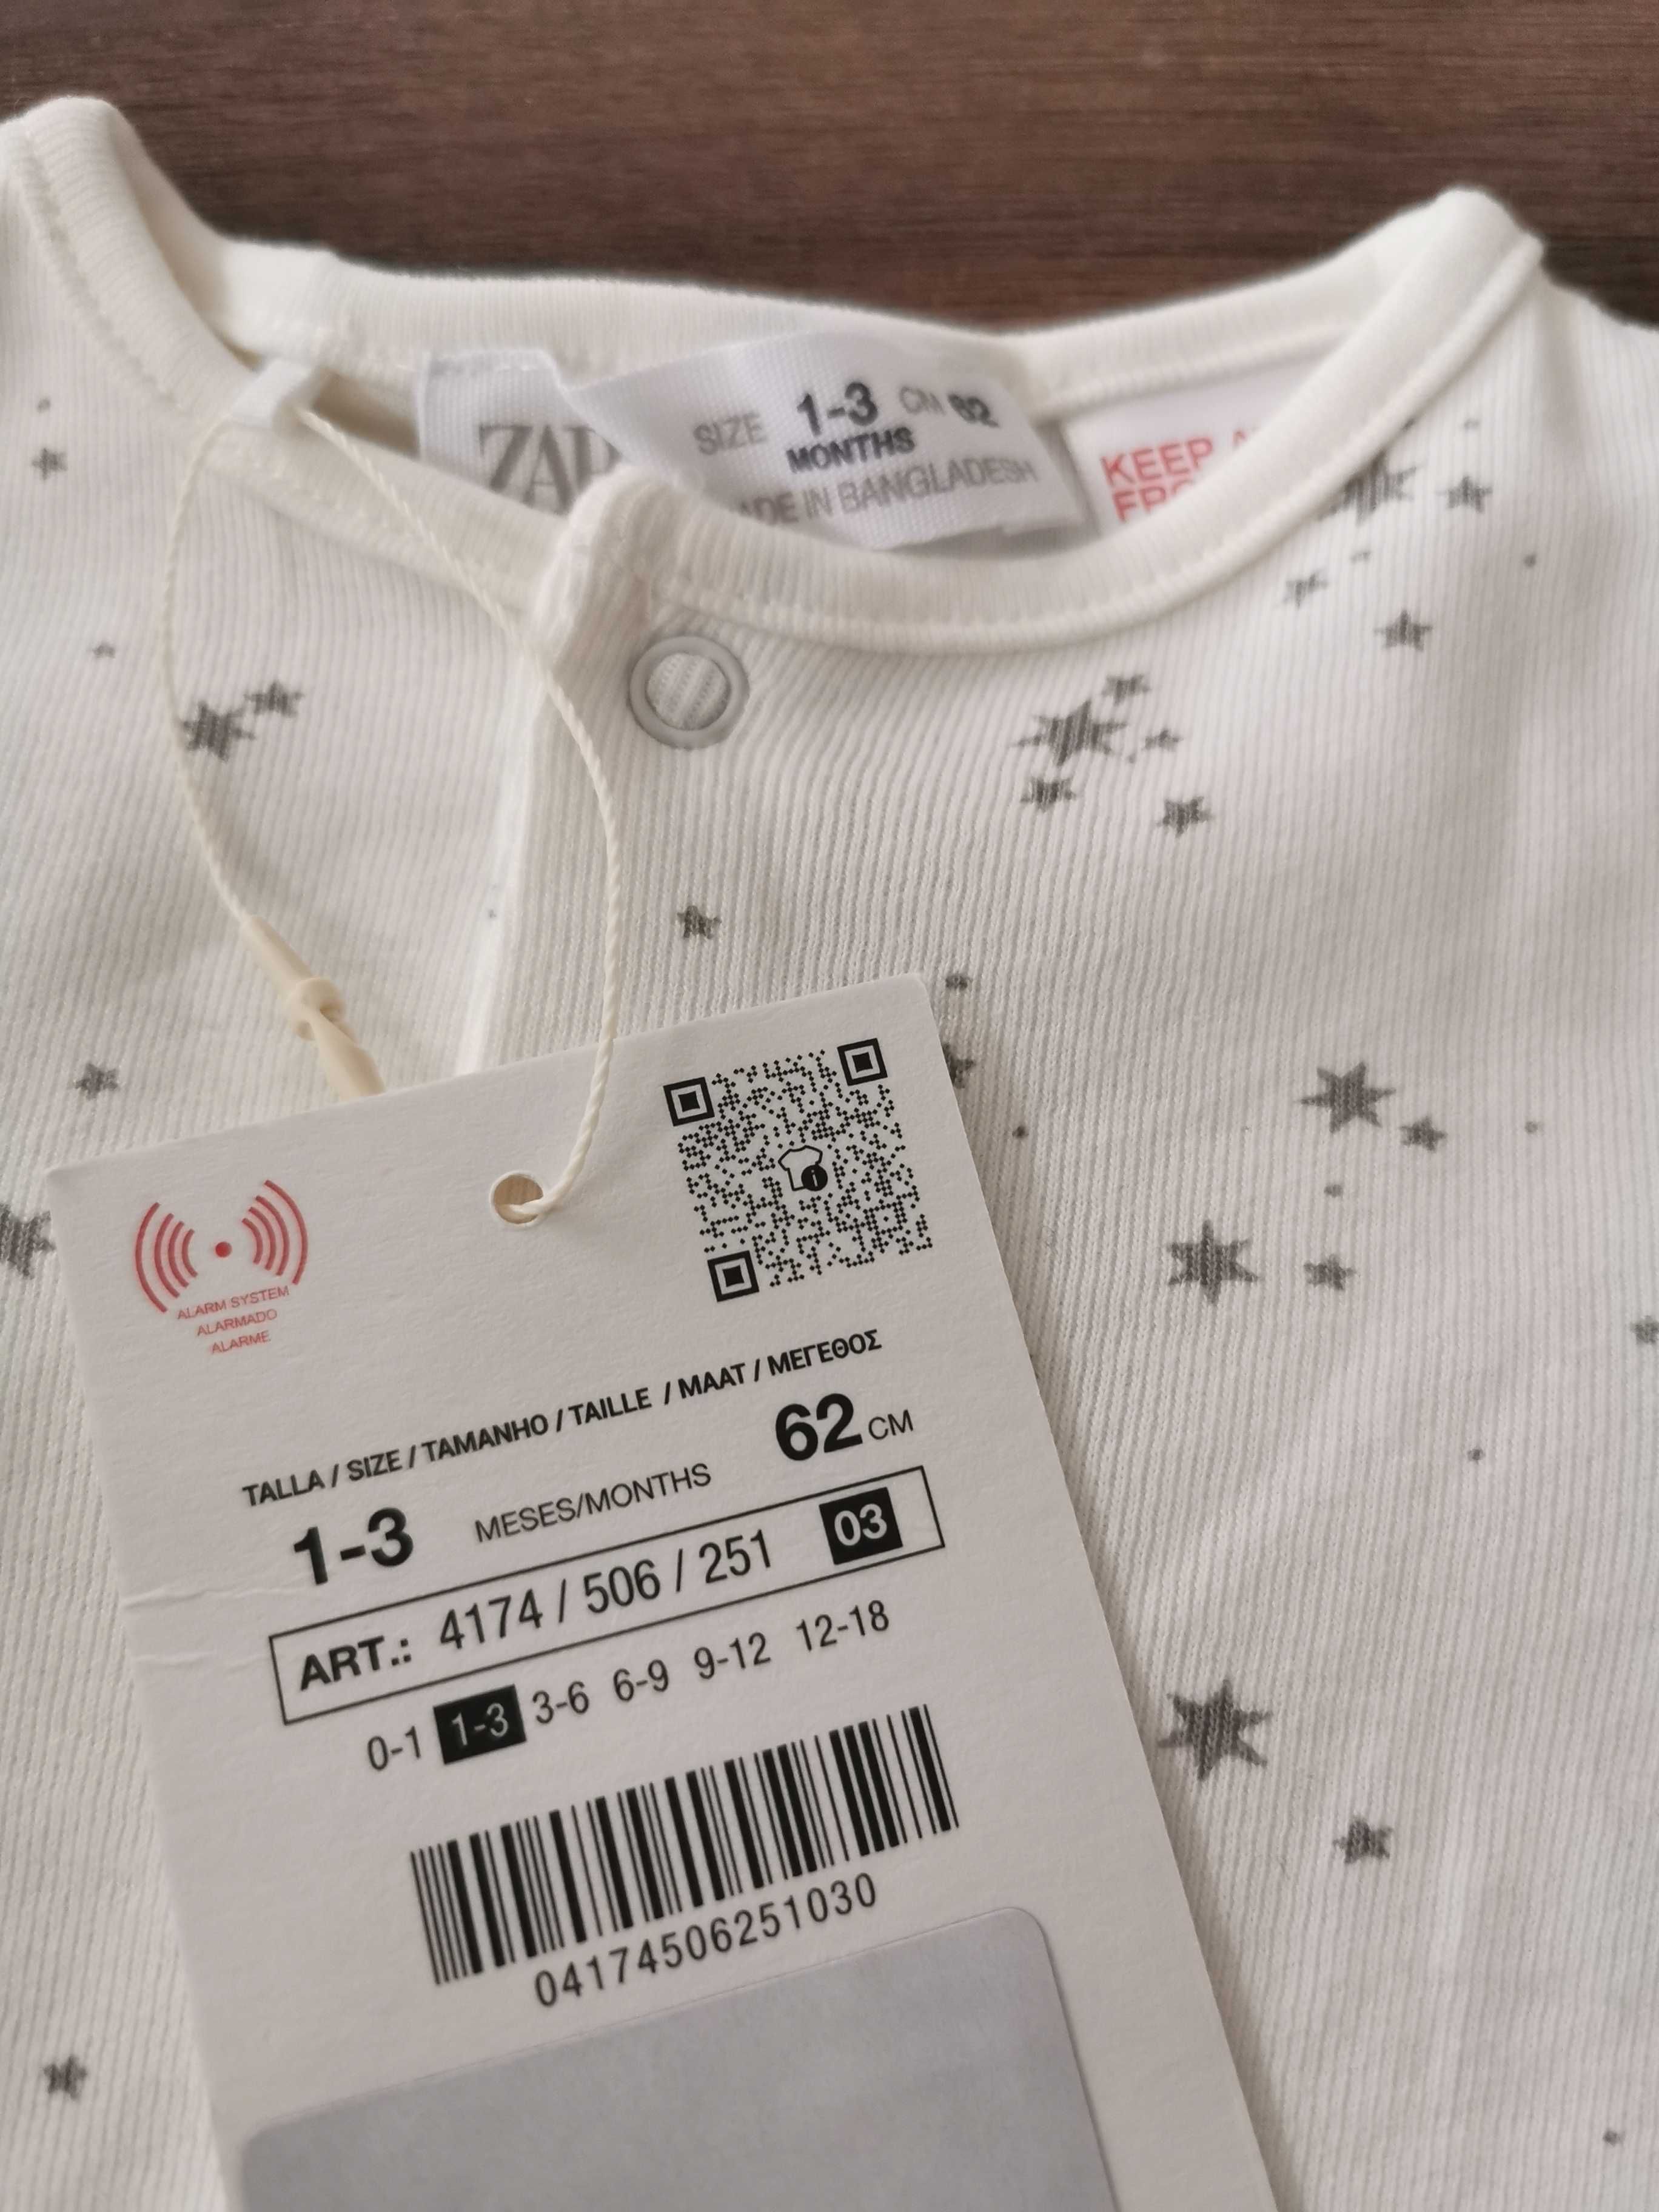 SIZE 1-3 CM 62
MONTHS
MADE IN BANGLADESH
KEEP
ALARM SYSTEM
ALARMADO
ALARME
TALLA / SIZE / TAMANHO / TAILLE / MAAT / ΜΕΓΕΘΟΣ
1-3 MESES/MONTHS 62 CM
ART.: 4174 / 506 / 251 03
0-1 1-3 3-6 6-9 9-12 12-18
04174506251030